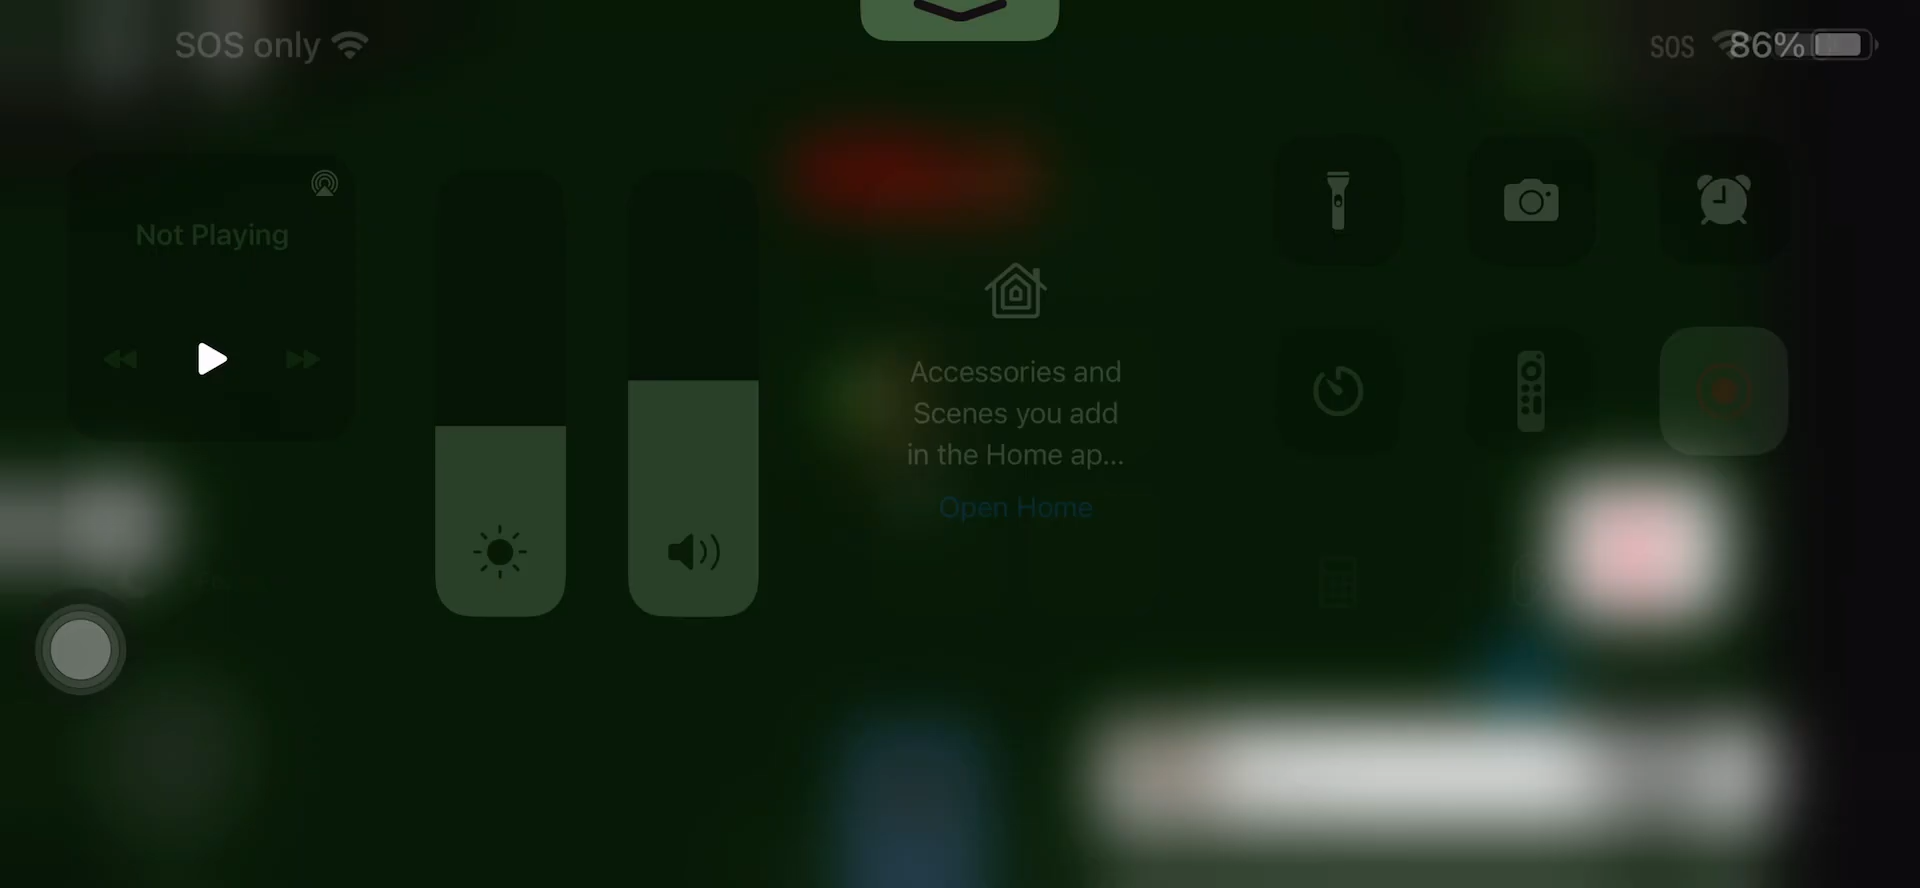 SOS only
SOS 86%
Not Playing
Accessories and
Scenes you add
in the Home ap...
Open Home